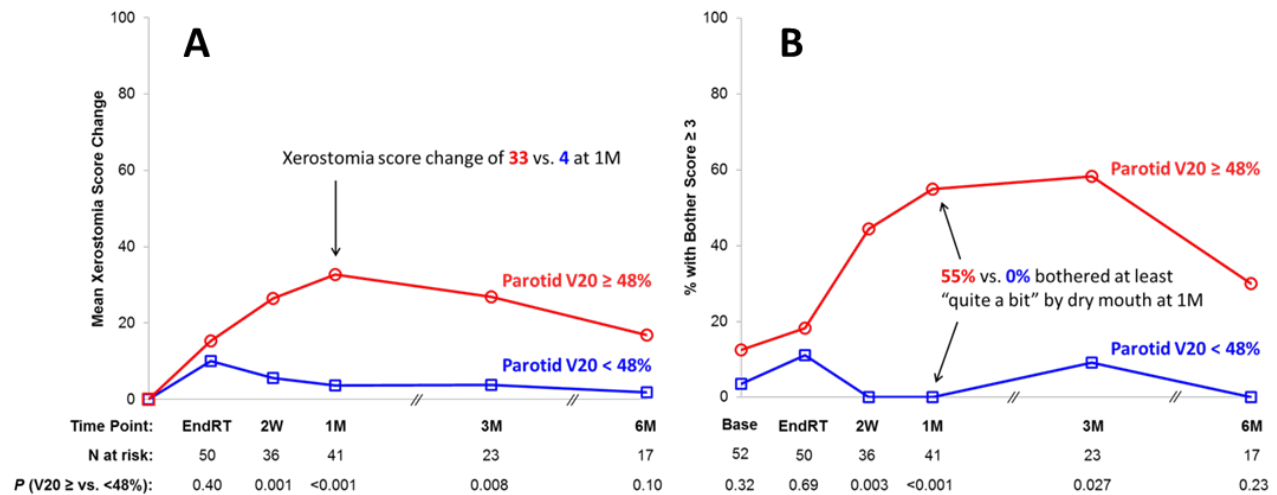 A
100
80
60
40
20
0
Mean Xerostomia Score Change
Xerostomia score change of 33 vs. 4 at 1M
Parotid V20 ≥ 48%
Parotid V20 < 48%
Time Point: EndRT 2W 1M // 3M // 6M
N at risk: 50 36 41 23 17
P (V20 ≥ vs. <48%): 0.40 0.001 <0.001 0.008 0.10
B
100
80
60
40
20
0
% with Bother Score ≥ 3
Parotid V20 ≥ 48%
55% vs. 0% bothered at least
“quite a bit” by dry mouth at 1M
Parotid V20 < 48%
Base EndRT 2W 1M // 3M // 6M
52 50 36 41 23 17
0.32 0.69 0.003 <0.001 0.027 0.23